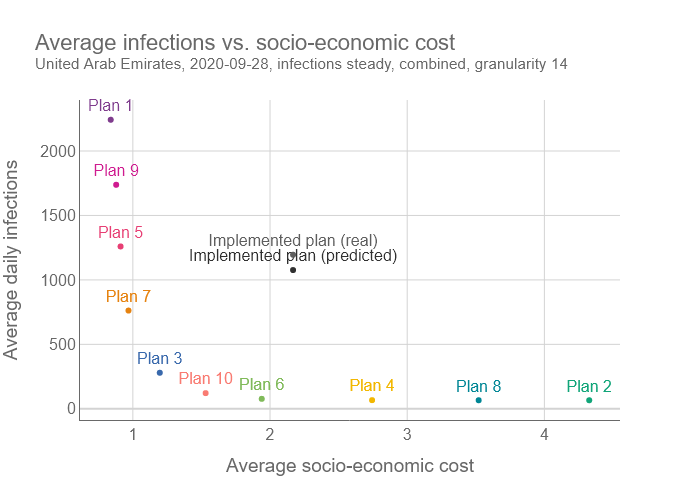 Average infections vs. socio-economic cost
United Arab Emirates, 2020-09-28, infections steady, combined, granularity 14
Plan 1
2000
Plan 9
1500
Plan 5
Implemented plan (real)
Implemented plan (predicted)
1000
Plan 7
500
Plan 3
Plan 10
Plan 6
Plan 4
Plan 8
Plan 2
0
1
2
3
4
Average daily infections
Average socio-economic cost